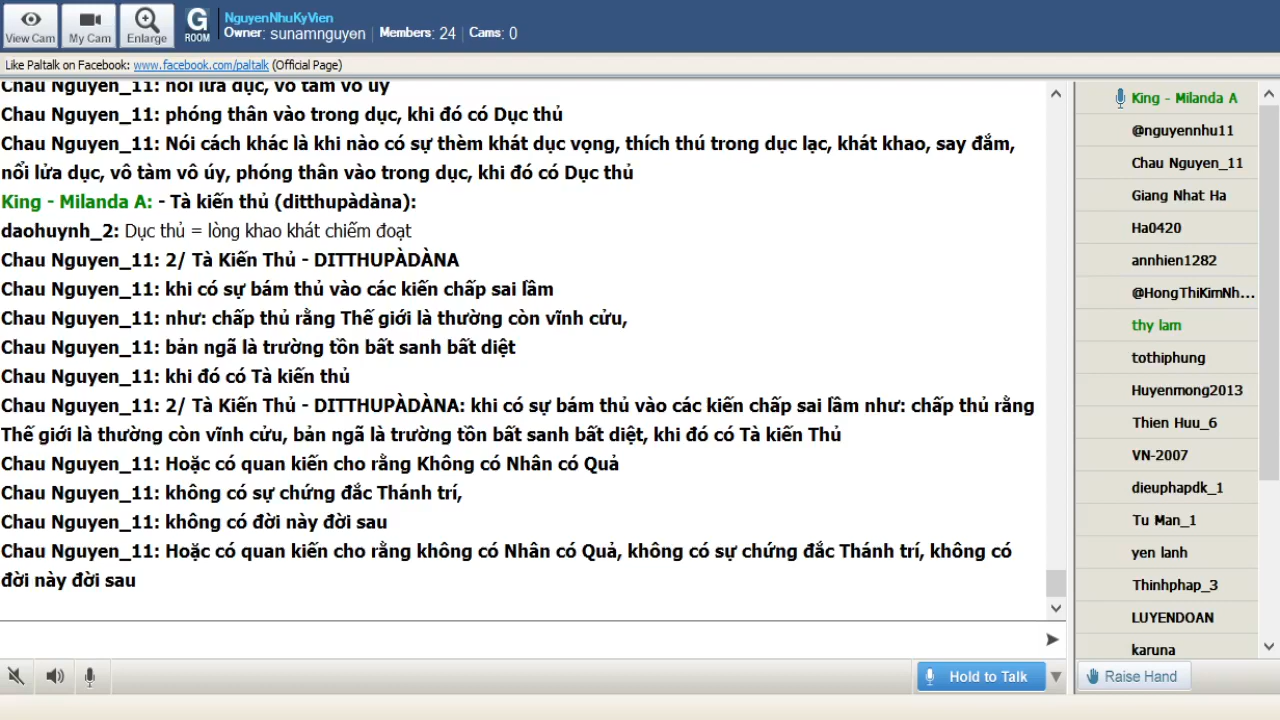 View Cam
My Cam
Enlarge
G
ROOM
NguyenNhuKyVien
Owner: sunamnguyen | Members: 24 | Cams: 0
Like Paltalk on Facebook: www.facebook.com/paltalk (Official Page)
Chau Nguyen_11: nổi lửa dục, vô tàm vô úy
Chau Nguyen_11: phóng thân vào trong dục, khi đó có Dục thủ
Chau Nguyen_11: Nói cách khác là khi nào có sự thèm khát dục vọng, thích thú trong dục lạc, khát khao, say đắm,
nổi lửa dục, vô tàm vô úy, phóng thân vào trong dục, khi đó có Dục thủ
King - Milanda A: - Tà kiến thủ (ditthupàdàna):
daohuynh_2: Dục thủ = lòng khao khát chiếm đoạt
Chau Nguyen_11: 2/ Tà Kiến Thủ - DITTHUPÀDÀNA
Chau Nguyen_11: khi có sự bám thủ vào các kiến chấp sai lầm
Chau Nguyen_11: như: chấp thủ rằng Thế giới là thường còn vĩnh cửu,
Chau Nguyen_11: bản ngã là trường tồn bất sanh bất diệt
Chau Nguyen_11: khi đó có Tà kiến thủ
Chau Nguyen_11: 2/ Tà Kiến Thủ - DITTHUPÀDÀNA: khi có sự bám thủ vào các kiến chấp sai lầm như: chấp thủ rằng
Thế giới là thường còn vĩnh cửu, bản ngã là trường tồn bất sanh bất diệt, khi đó có Tà kiến Thủ
Chau Nguyen_11: Hoặc có quan kiến cho rằng Không có Nhân có Quả
Chau Nguyen_11: không có sự chứng đắc Thánh trí,
Chau Nguyen_11: không có đời này đời sau
Chau Nguyen_11: Hoặc có quan kiến cho rằng không có Nhân có Quả, không có sự chứng đắc Thánh trí, không có
đời này đời sau
King - Milanda A
@nguyennhu11
Chau Nguyen_11
Giang Nhat Ha
Ha0420
annhien1282
@HongThiKimNh...
thy lam
tothiphung
Huyenmong2013
Thien Huu_6
VN-2007
dieuphapdk_1
Tu Man_1
yen lanh
Thinhphap_3
LUYENDOAN
karuna
Hold to Talk
Raise Hand